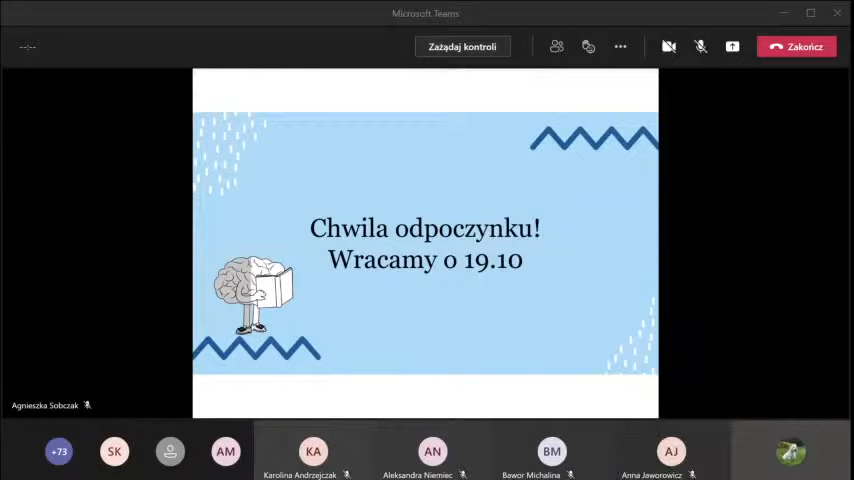 Microsoft Teams
--:--
Zażądaj kontroli
Zakończ
Chwila odpoczynku!
Wracamy o 19.10
Agnieszka Sobczak
+73
SK
AM
KA
AN
BM
AJ
Karolina Andrzejczak
Aleksandra Niemiec
Bawor Michalina
Anna Jaworowicz